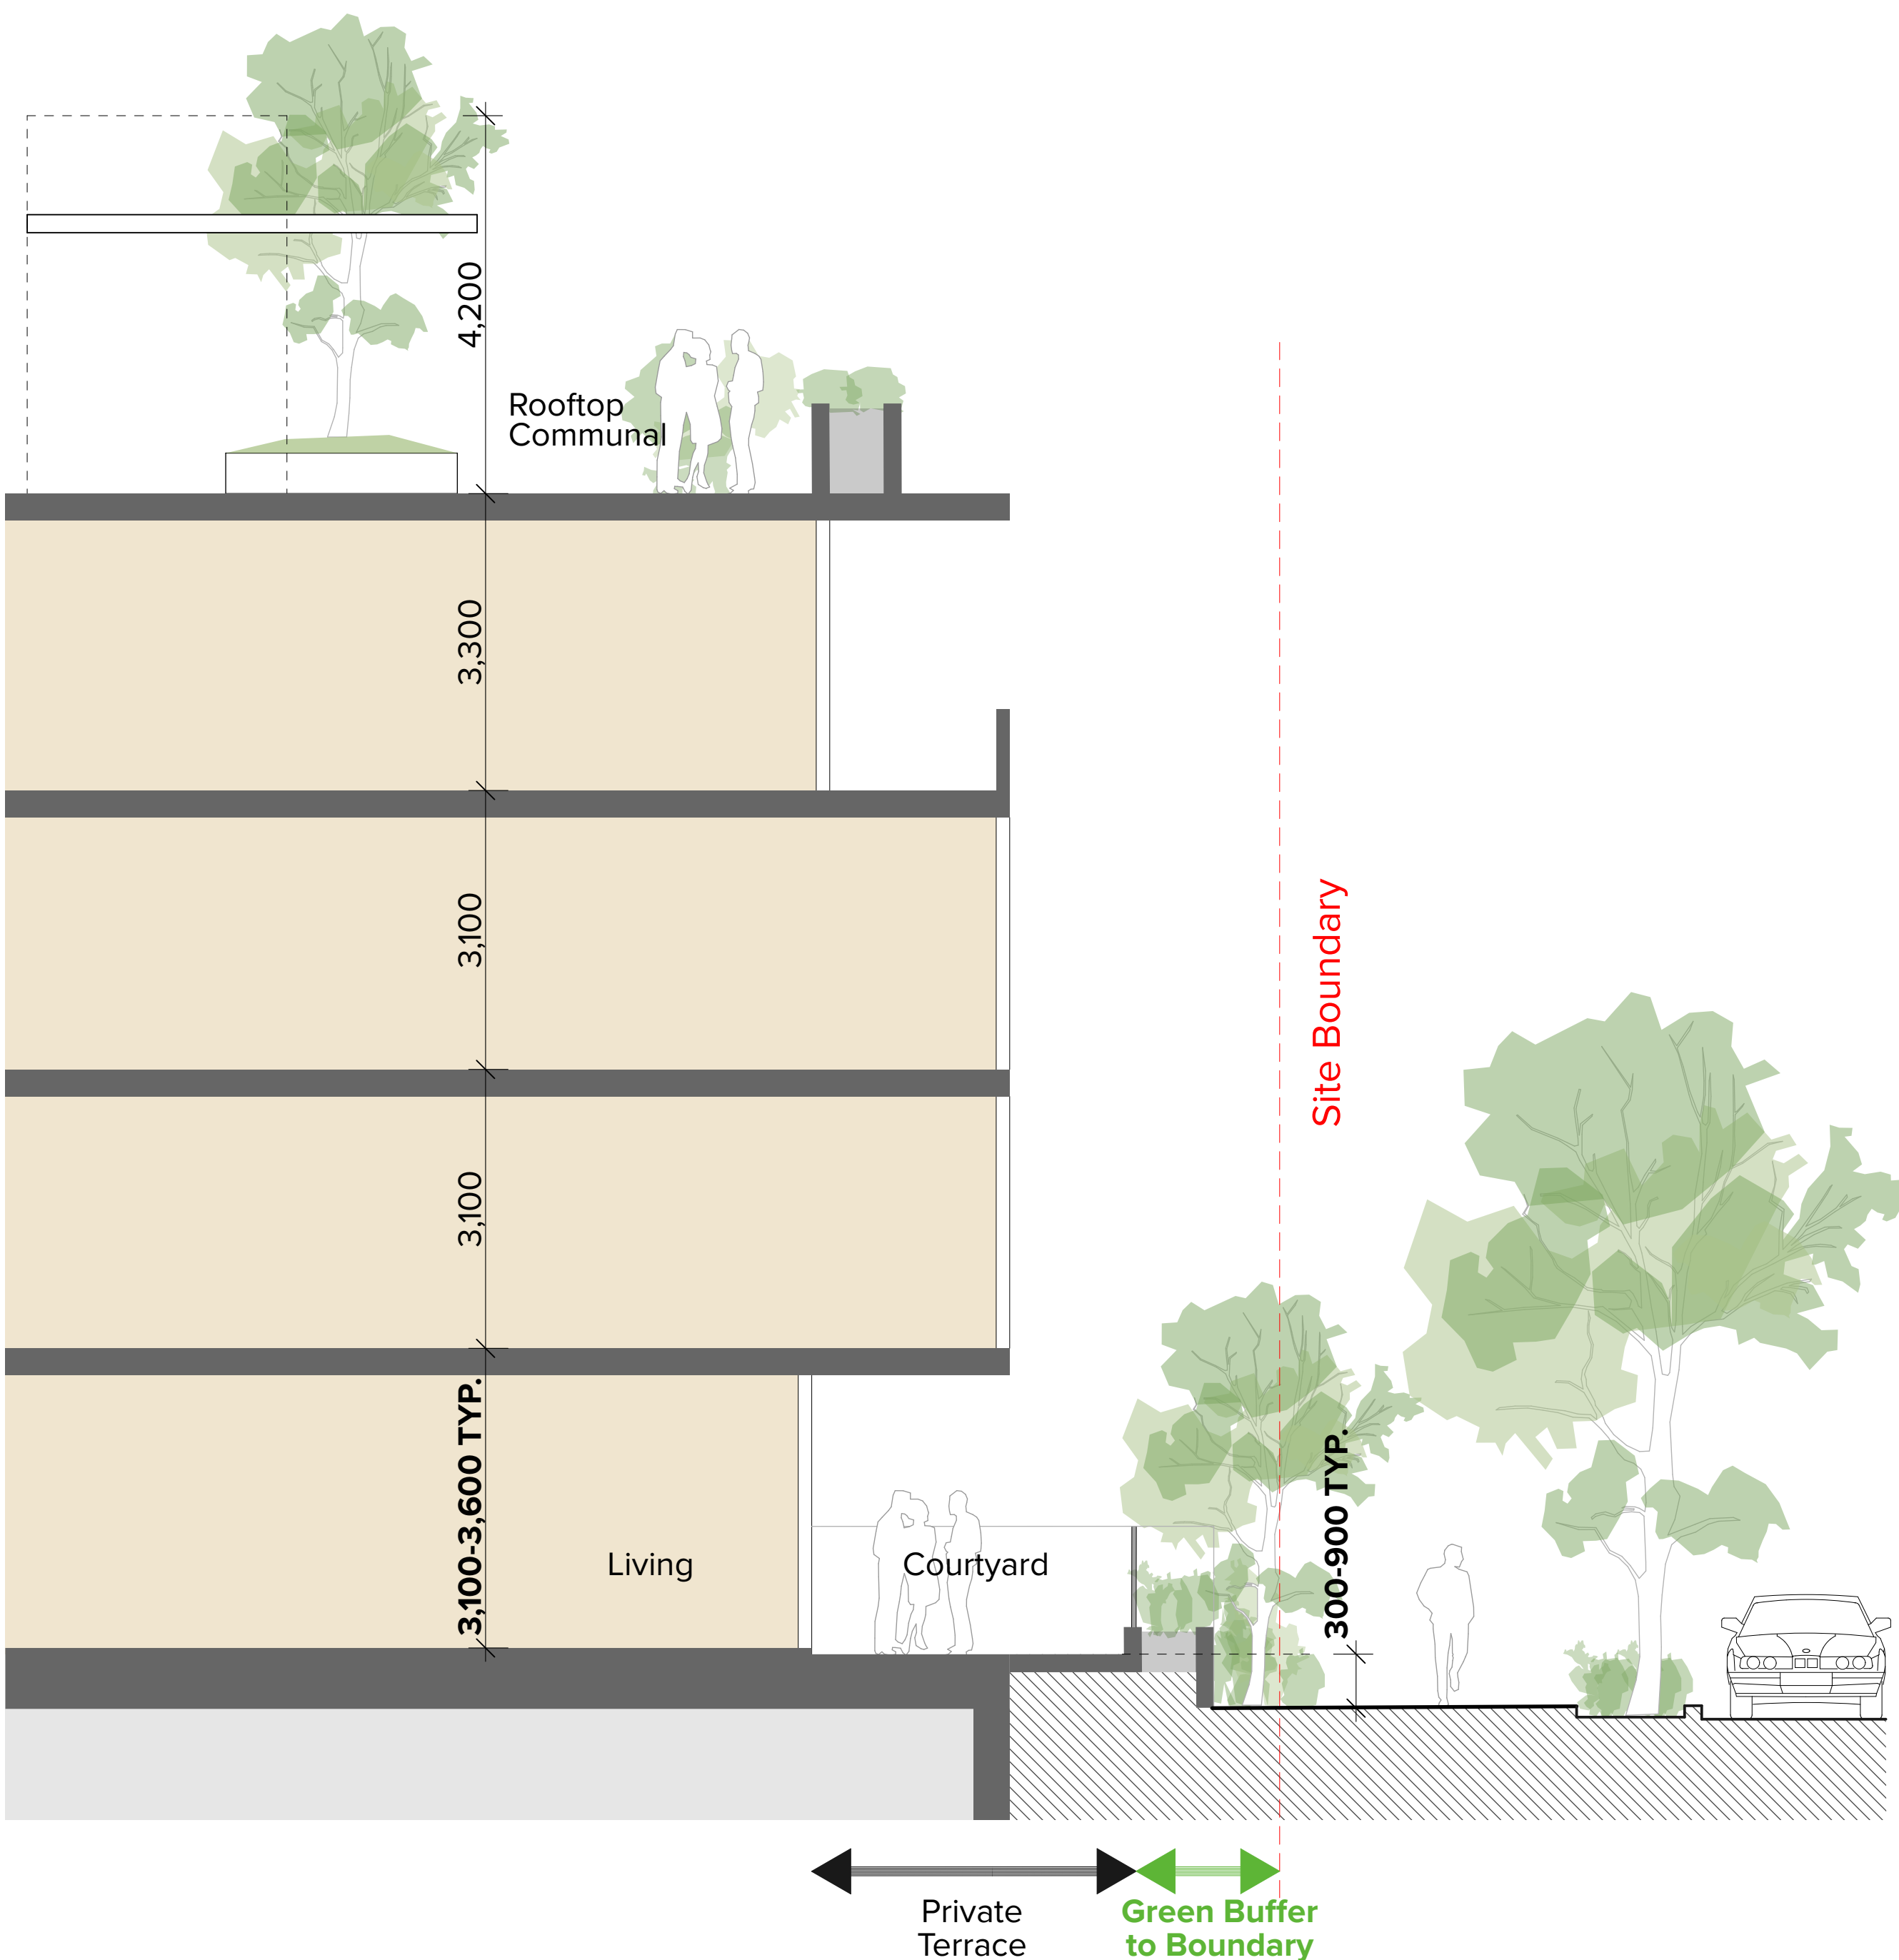 4,200
Rooftop
Communal
3,300
3,100
Site Boundary
3,100
3,100-3,600 TYP.
300-900 TYP.
Living
Courtyard
Private
Terrace
Green Buffer
to Boundary